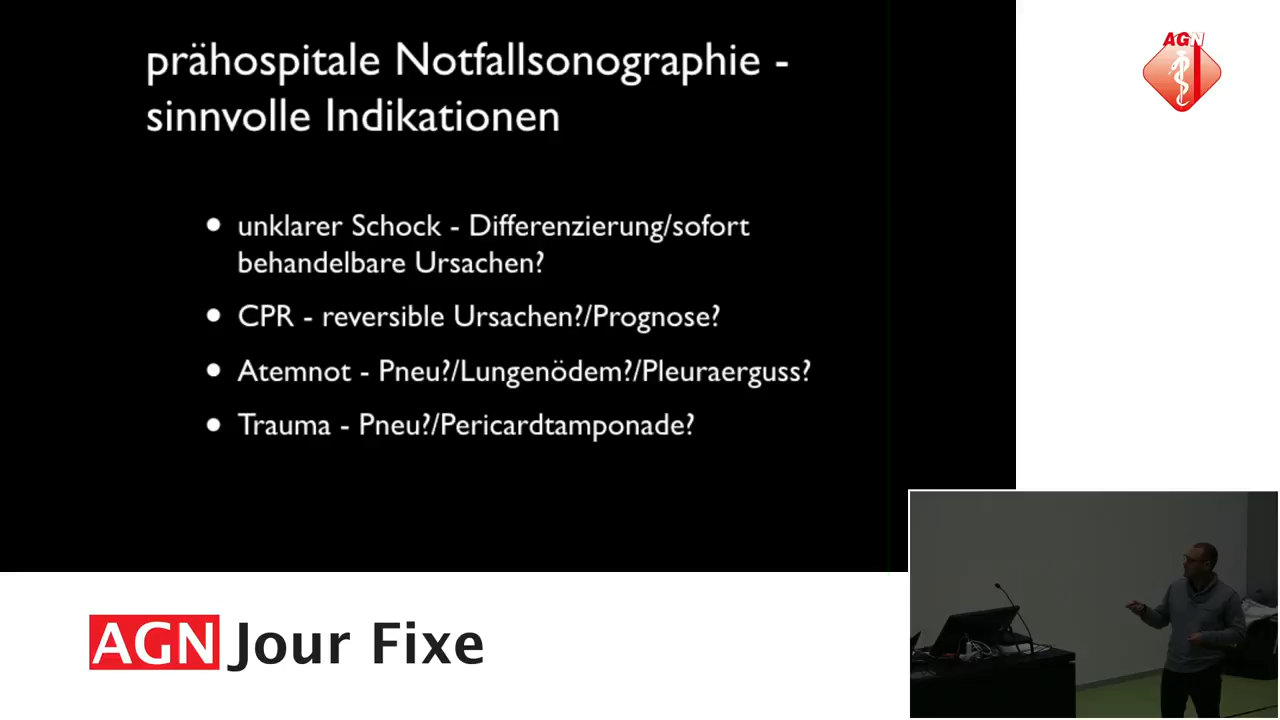 prähospitale Notfallsonographie -
sinnvolle Indikationen
AGN
• unklarer Schock - Differenzierung/sofort
behandelbare Ursachen?
• CPR - reversible Ursachen?/Prognose?
• Atemnot - Pneu?/Lungenödem?/Pleuraerguss?
• Trauma - Pneu?/Pericardtamponade?
AGN Jour Fixe